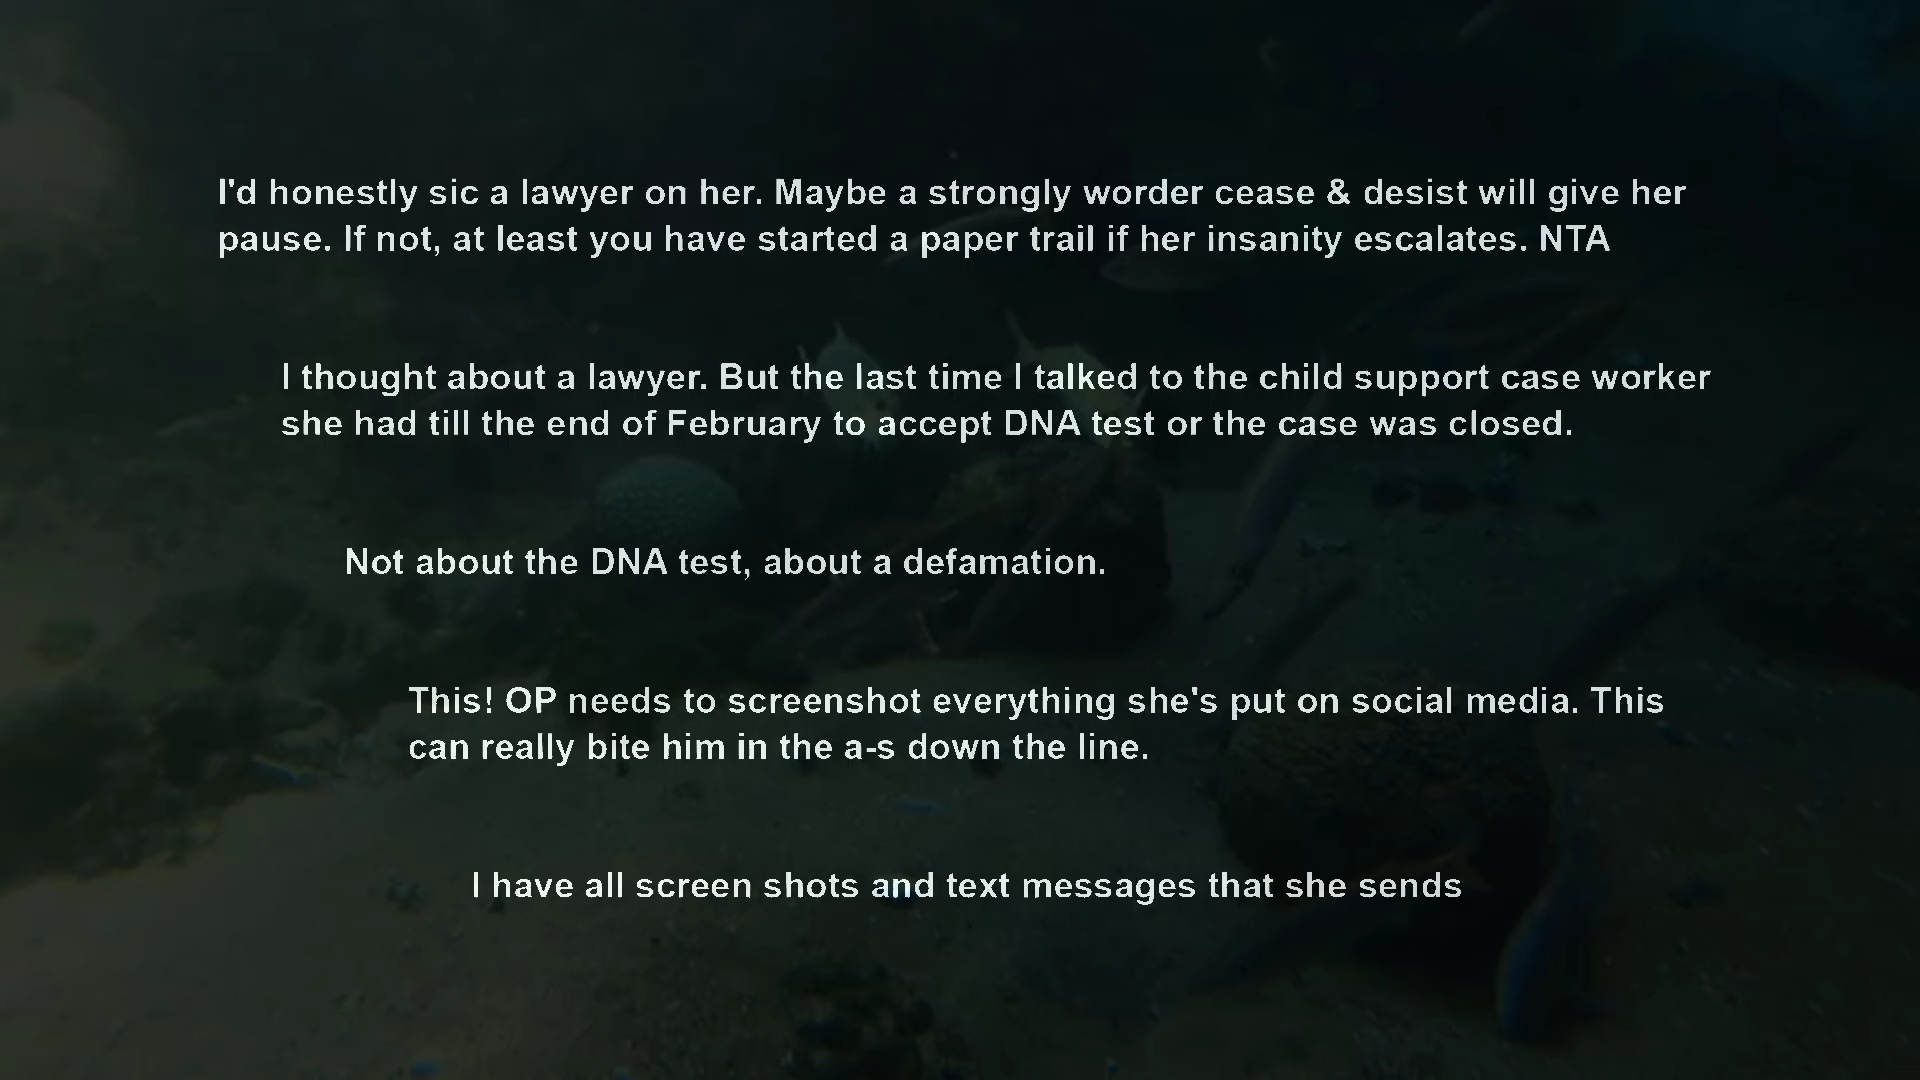 I'd honestly sic a lawyer on her. Maybe a strongly worder cease & desist will give her
pause. If not, at least you have started a paper trail if her insanity escalates. NTA
I thought about a lawyer. But the last time I talked to the child support case worker
she had till the end of February to accept DNA test or the case was closed.
Not about the DNA test, about a defamation.
This! OP needs to screenshot everything she's put on social media. This
can really bite him in the a-s down the line.
I have all screen shots and text messages that she sends